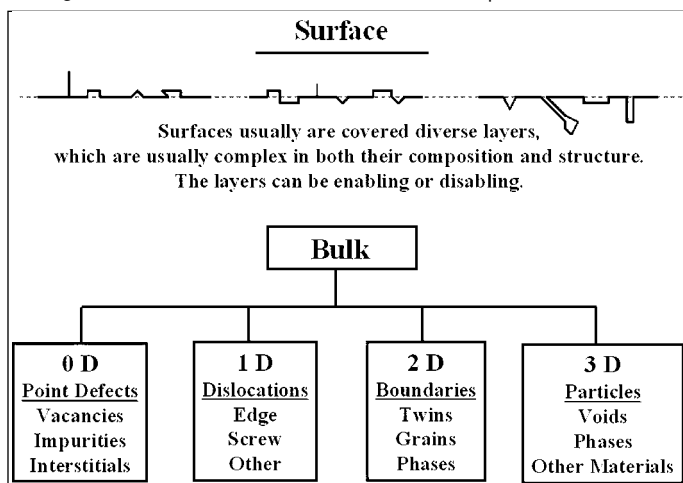 Surface
Surfaces usually are covered diverse layers,
which are usually complex in both their composition and structure.
The layers can be enabling or disabling.
Bulk
0 D
Point Defects
Vacancies
Impurities
Interstitials
1 D
Dislocations
Edge
Screw
Other
2 D
Boundaries
Twins
Grains
Phases
3 D
Particles
Voids
Phases
Other Materials